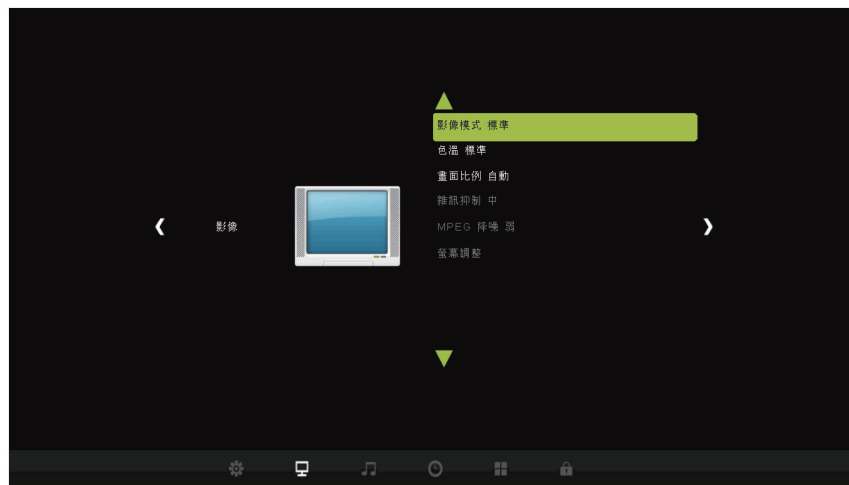 影像模式 標準
色溫 標準
畫面比例 自動
雜訊抑制 中
影像
MPEG 降噪 弱
螢幕調整